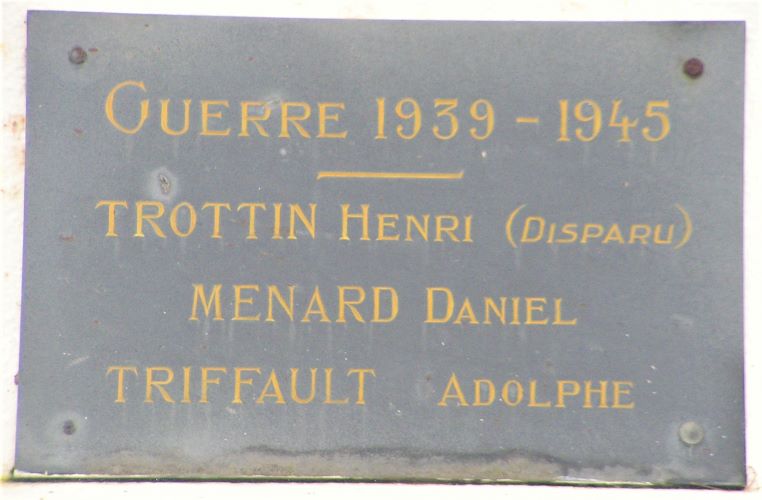 GUERRE 1939 - 1945
TROTTIN HENRI (DISPARU)
MENARD DANIEL
TRIFFAULT ADOLPHE